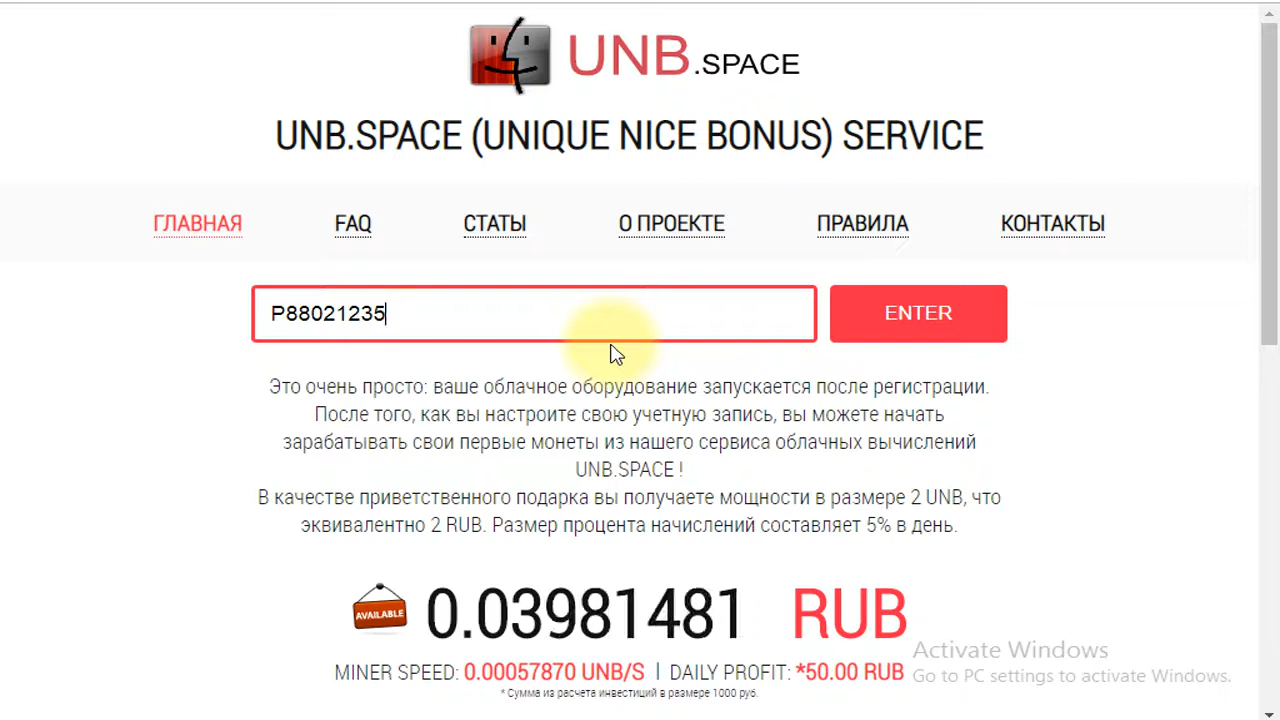 UNB.SPACE
UNB.SPACE (UNIQUE NICE BONUS) SERVICE
ГЛАВНАЯ FAQ СТАТЫ О ПРОЕКТЕ ПРАВИЛА КОНТАКТЫ
P88021235 ENTER
Это очень просто: ваше облачное оборудование запускается после регистрации.
После того, как вы настроите свою учетную запись, вы можете начать
зарабатывать свои первые монеты из нашего сервиса облачных вычислений
UNB.SPACE !
В качестве приветственного подарка вы получаете мощности в размере 2 UNB, что
эквивалентно 2 RUB. Размер процента начислений составляет 5% в день.
AVAILABLE 0.03981481 RUB
MINER SPEED: 0.00057870 UNB/S | DAILY PROFIT: *50.00 RUB
* Сумма из расчета инвестиций в размере 1000 руб.
Activate Windows
Go to PC settings to activate Windows.